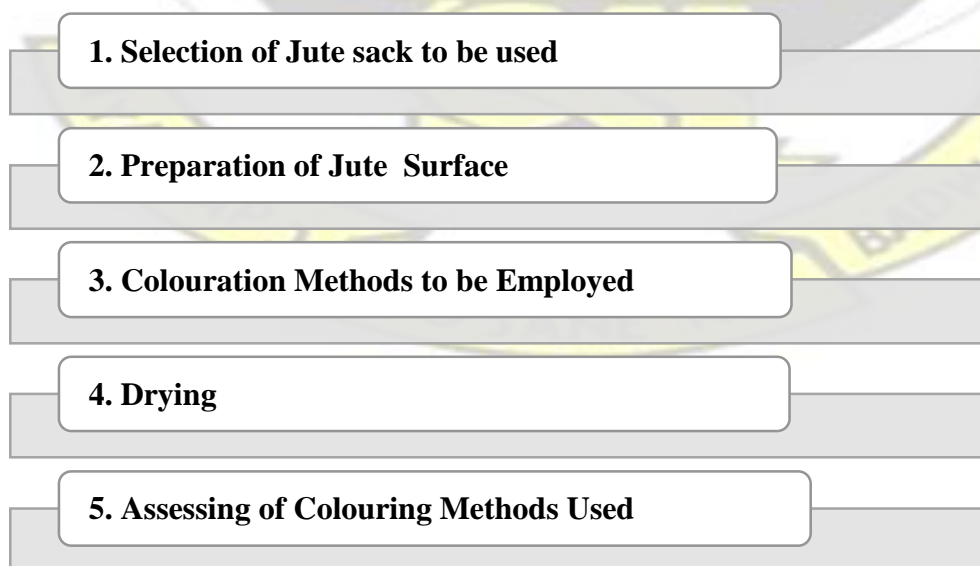 1. Selection of Jute sack to be used
2. Preparation of Jute Surface
3. Colouration Methods to be Employed
4. Drying
5. Assessing of Colouring Methods Used